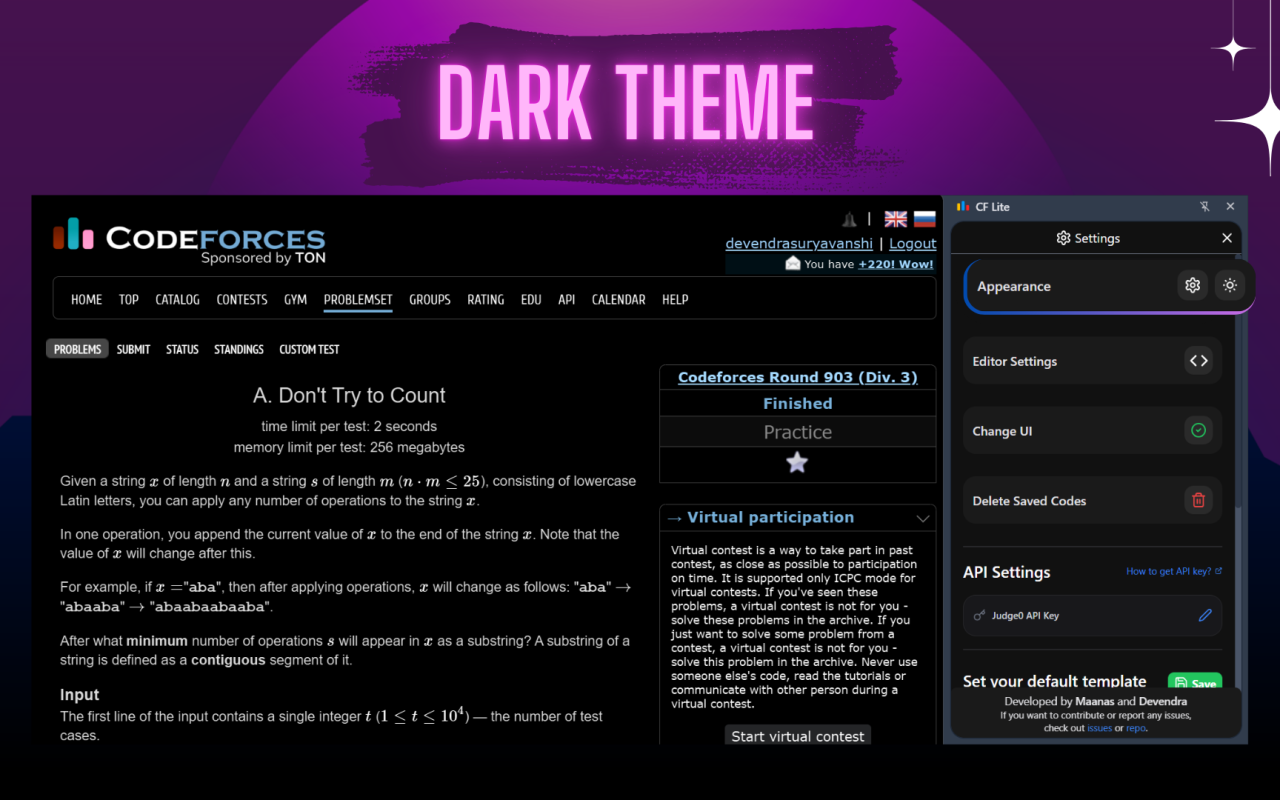 DARK THEME
CODEFORCES
Sponsored by TON
|
devendrasuryavanshi | Logout
You have +220! Wow!
HOME TOP CATALOG CONTESTS GYM PROBLEMSET GROUPS RATING EDU API CALENDAR HELP
PROBLEMS SUBMIT STATUS STANDINGS CUSTOM TEST
A. Don't Try to Count
time limit per test: 2 seconds
memory limit per test: 256 megabytes
Given a string x of length n and a string s of length m (n · m ≤ 25), consisting of lowercase
Latin letters, you can apply any number of operations to the string x.
In one operation, you append the current value of x to the end of the string x. Note that the
value of x will change after this.
For example, if x ="aba", then after applying operations, x will change as follows: "aba" →
"abaaba" → "abaabaabaaba".
After what minimum number of operations s will appear in x as a substring? A substring of a
string is defined as a contiguous segment of it.
Input
The first line of the input contains a single integer t (1 ≤ t ≤ 10⁴) — the number of test
cases.
Codeforces Round 903 (Div. 3)
Finished
Practice
→ Virtual participation
Virtual contest is a way to take part in past
contest, as close as possible to participation
on time. It is supported only ICPC mode for
virtual contests. If you've seen these
problems, a virtual contest is not for you -
solve these problems in the archive. If you
just want to solve some problem from a
contest, a virtual contest is not for you -
solve this problem in the archive. Never use
someone else's code, read the tutorials or
communicate with other person during a
virtual contest.
Start virtual contest
CF Lite
Settings
Appearance
Editor Settings
Change UI
Delete Saved Codes
API Settings How to get API key?
Judge0 API Key
Set your default template Save
Developed by Maanas and Devendra
If you want to contribute or report any issues,
check out issues or repo.